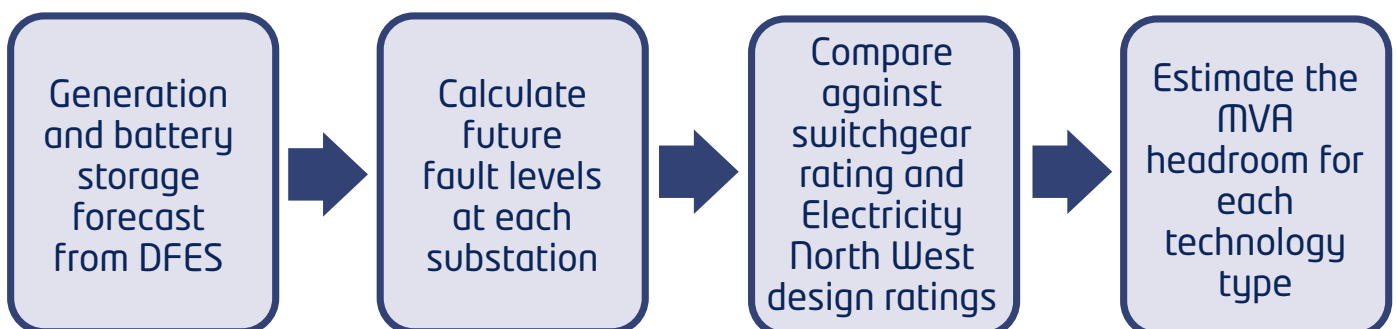 Generation
and battery
storage
forecast
from DFES
Calculate
future
fault levels
at each
substation
Compare
against
switchgear
rating and
Electricity
North West
design ratings
Estimate the
MVA
headroom for
each
technology
type